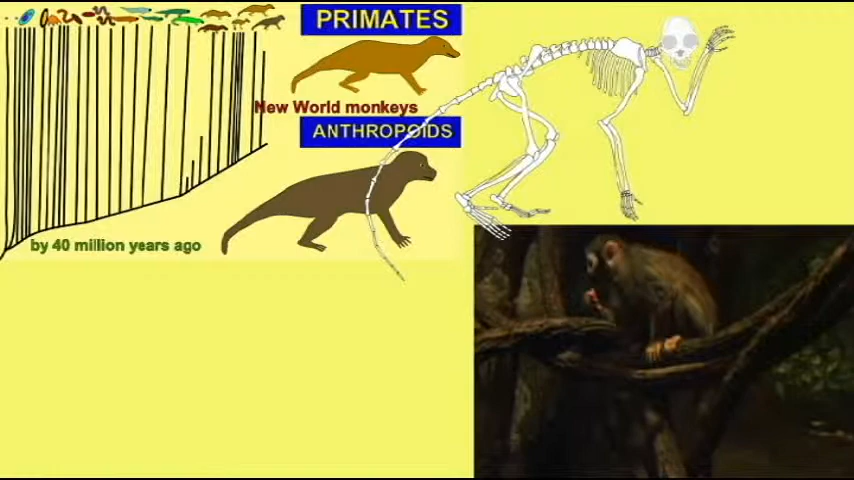 PRIMATES
New World monkeys
ANTHROPOIDS
by 40 million years ago